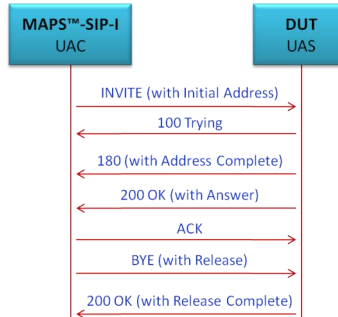 MAPS™-SIP-I
UAC
DUT
UAS
INVITE (with Initial Address)
100 Trying
180 (with Address Complete)
200 OK (with Answer)
ACK
BYE (with Release)
200 OK (with Release Complete)